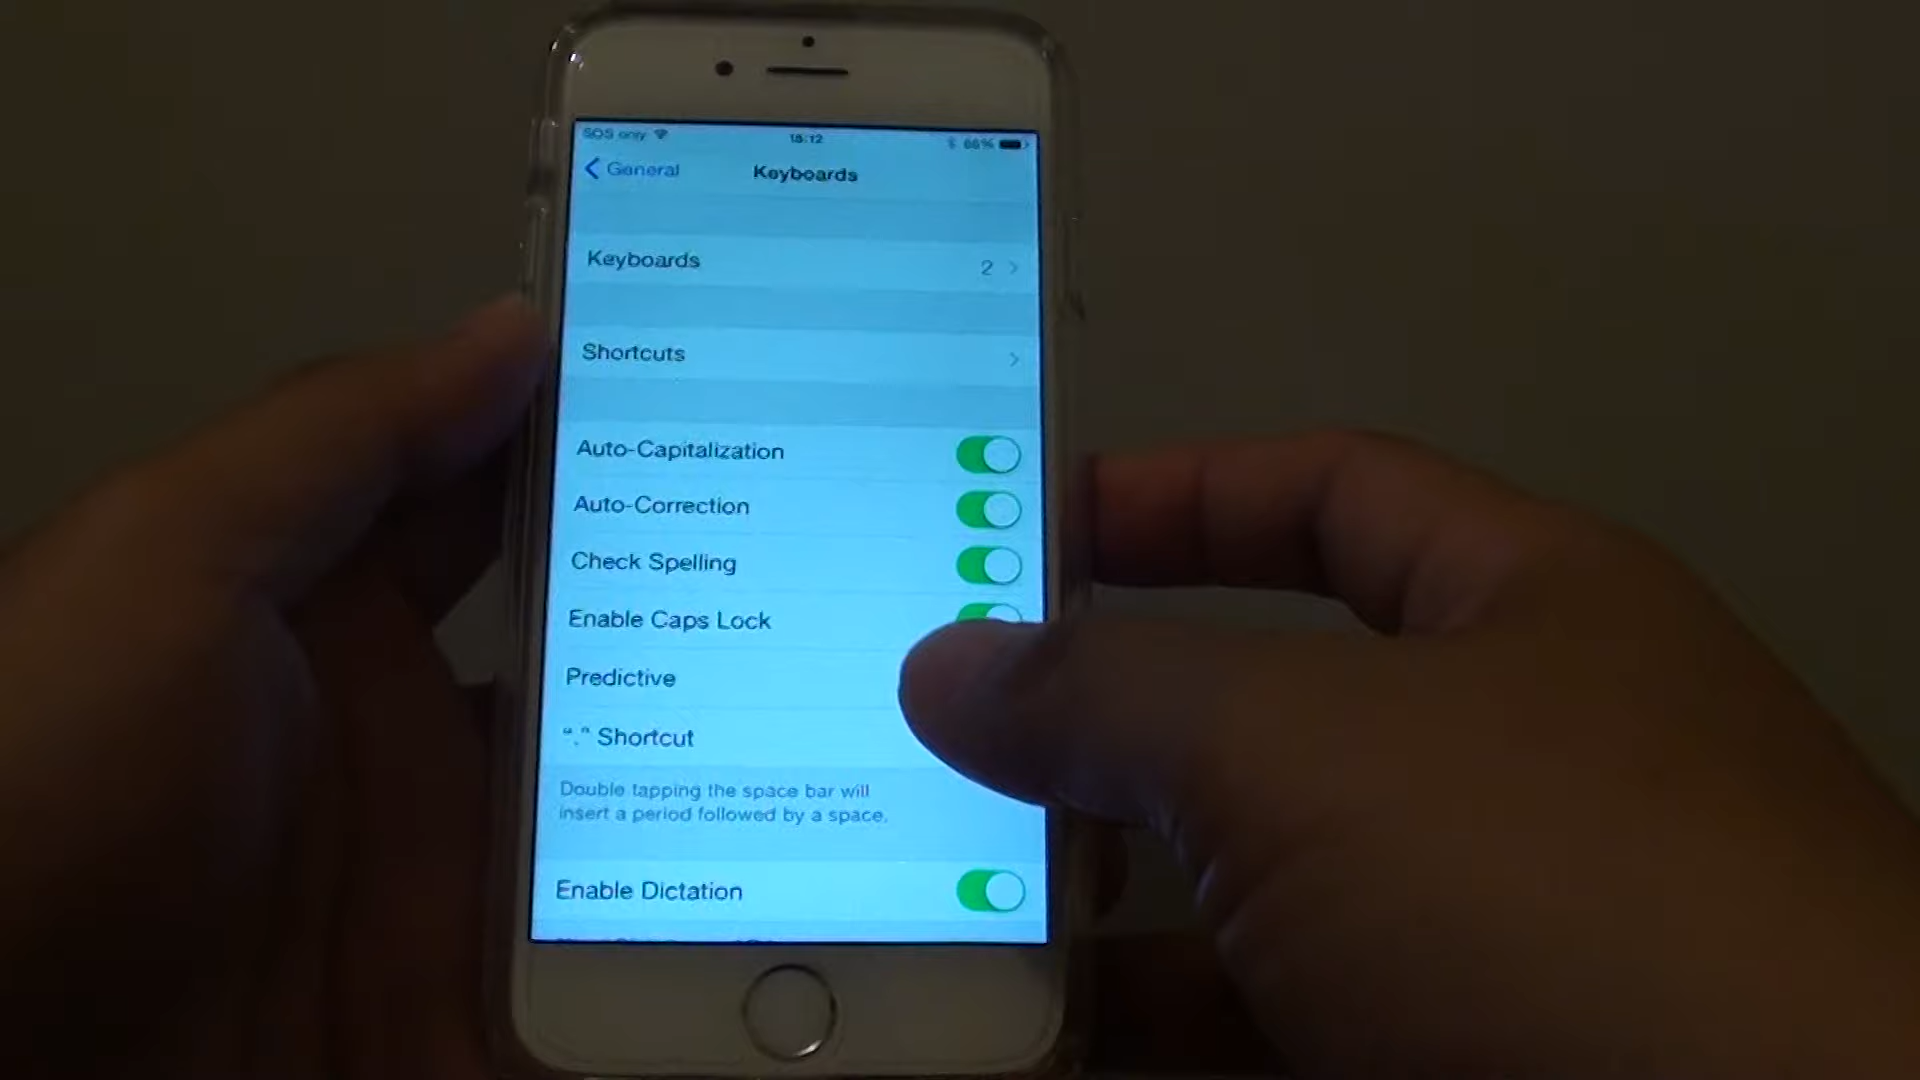 SOS only 18:12 66%
General Keyboards
Keyboards 2
Shortcuts
Auto-Capitalization
Auto-Correction
Check Spelling
Enable Caps Lock
Predictive
“.” Shortcut
Double tapping the space bar will
insert a period followed by a space.
Enable Dictation